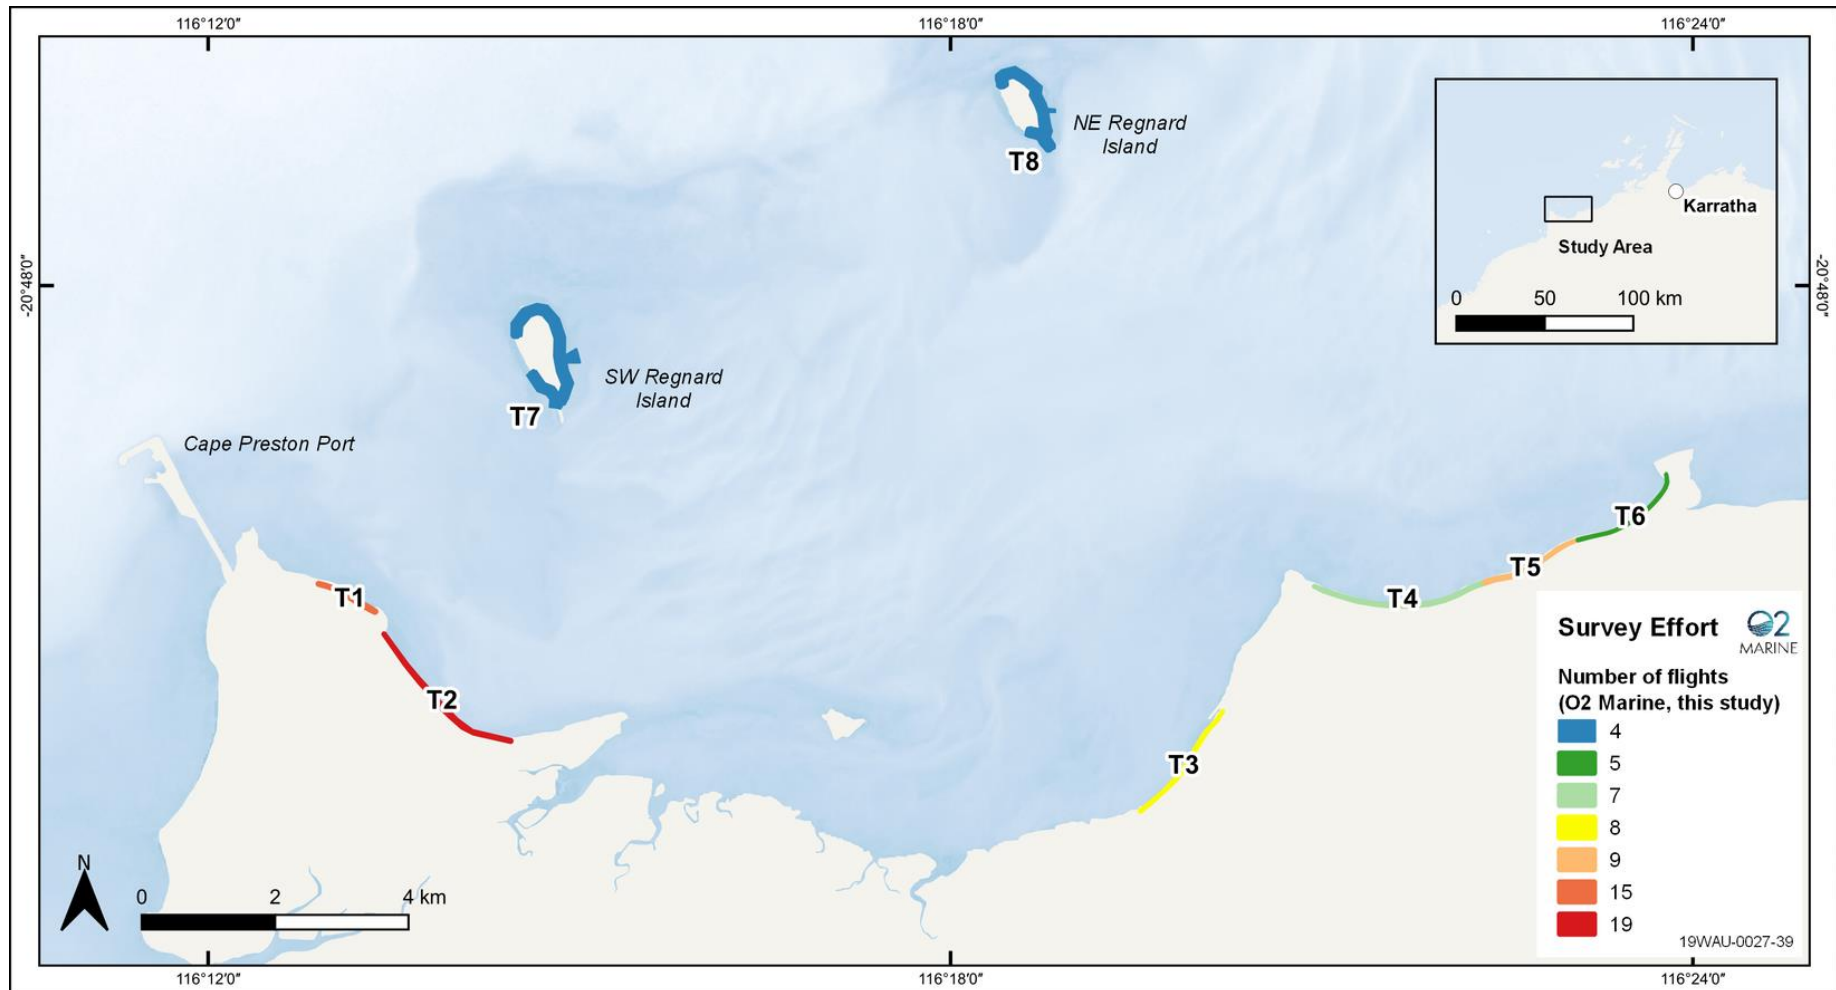 116°12'0"
116°18'0"
116°24'0"
NE Regnard
Island
T8
Karratha
Study Area
0
50
100 km
-20°48'0"
-20°48'0"
SW Regnard
Island
T7
Cape Preston Port
T6
T5
T4
T1
T2
T3
Survey Effort
O2
MARINE
Number of flights
(O2 Marine, this study)
4
5
7
8
9
15
19
19WAU-0027-39
N
0
2
4 km
116°12'0"
116°18'0"
116°24'0"